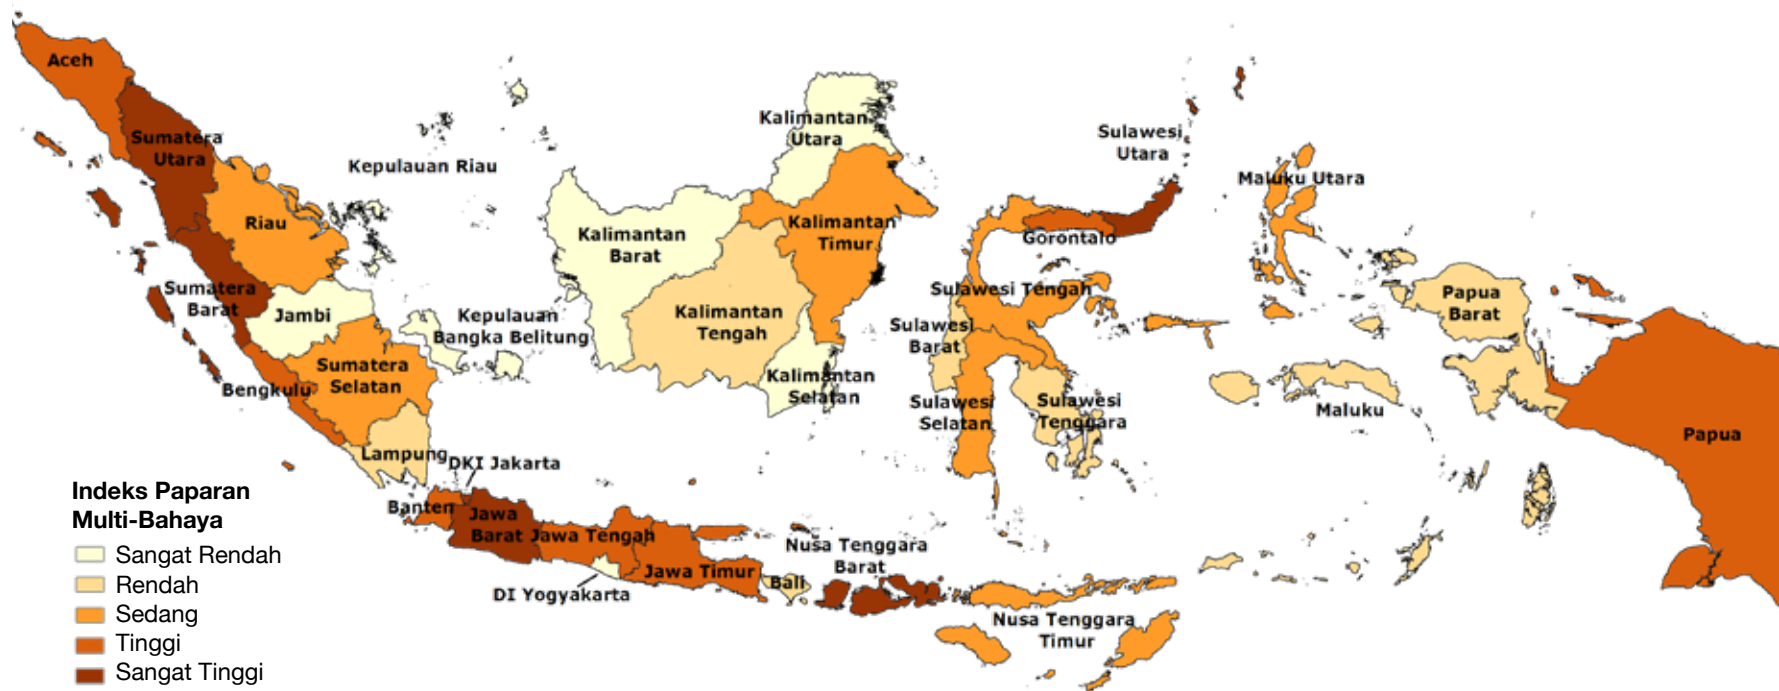 Aceh
Sumatera
Utara
Kepulauan Riau
Riau
Sumatera
Barat
Jambi
Kepulauan
Bangka Belitung
Sumatera
Selatan
Bengkulu
Lampung
DKI Jakarta
Banten
Jawa
Barat
Jawa Tengah
DI Yogyakarta
Jawa Timur
Bali
Nusa Tenggara
Barat
Nusa Tenggara
Timur
Kalimantan
Utara
Kalimantan
Barat
Kalimantan
Timur
Kalimantan
Tengah
Kalimantan
Selatan
Sulawesi
Utara
Gorontalo
Sulawesi Tengah
Sulawesi
Barat
Sulawesi
Selatan
Sulawesi
Tenggara
Maluku Utara
Maluku
Papua
Barat
Papua
Indeks Paparan
Multi-Bahaya
Sangat Rendah
Rendah
Sedang
Tinggi
Sangat Tinggi